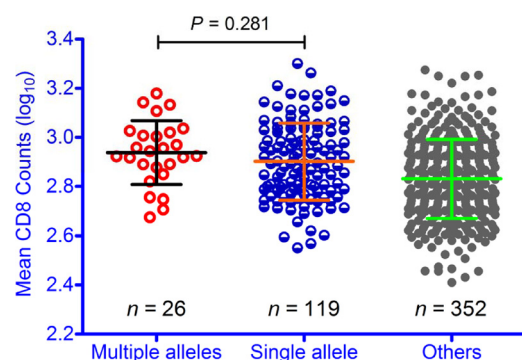 P = 0.281
Mean CD8 Counts (log10)
3.4
3.2
3.0
2.8
2.6
2.4
2.2
n = 26
n = 119
n = 352
Multiple alleles
Single allele
Others